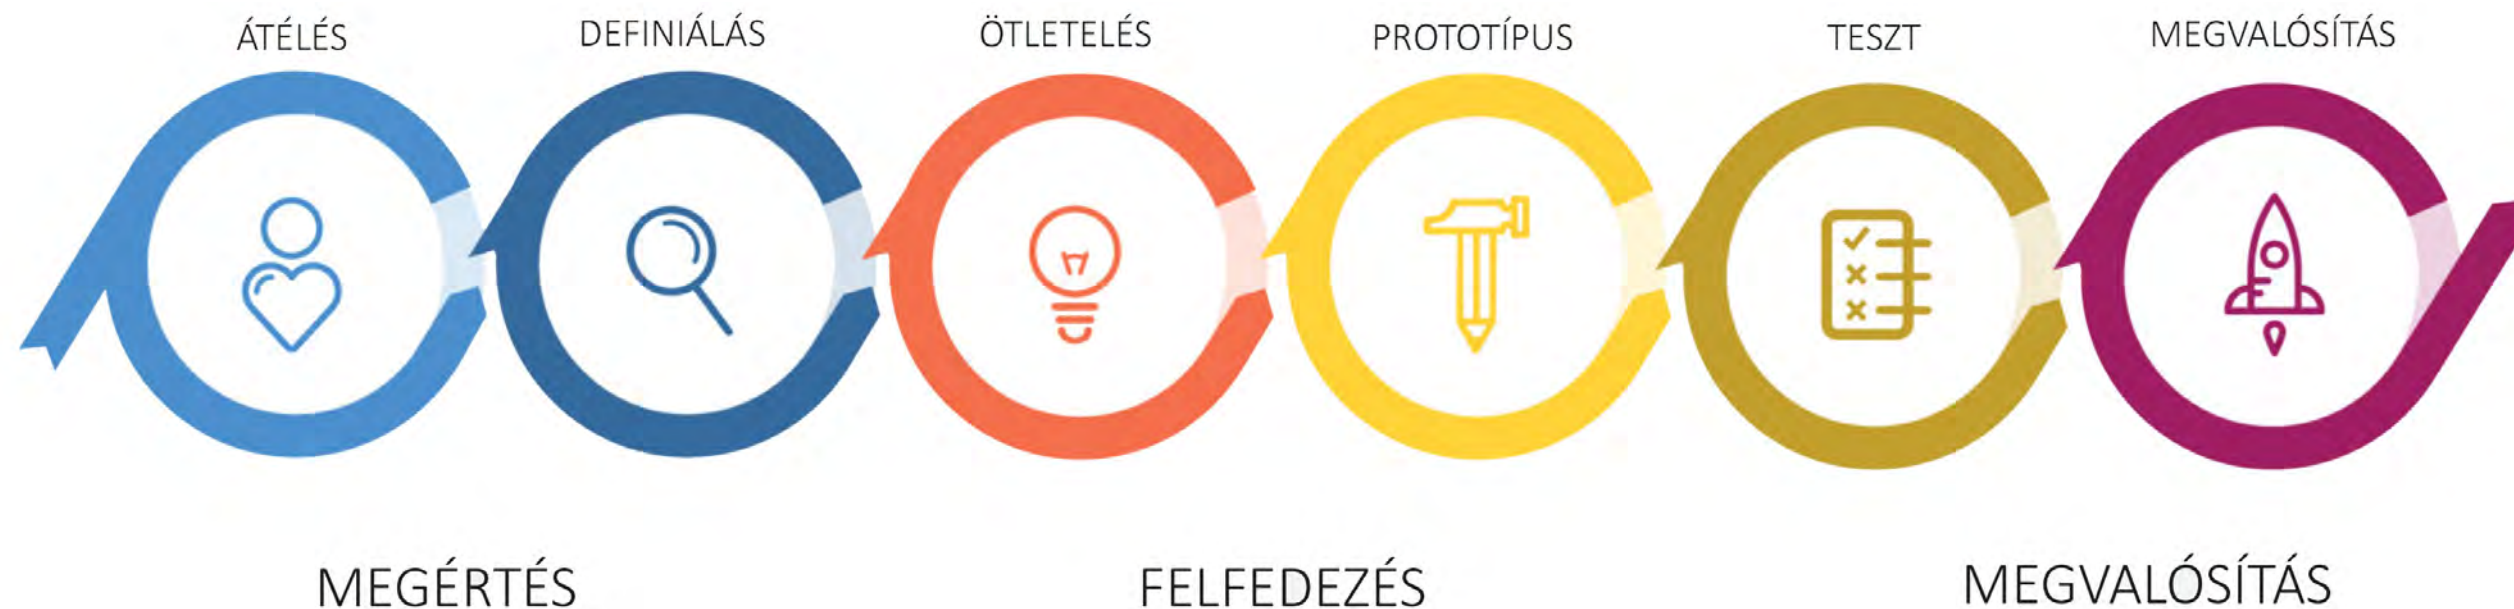 ÁTÉLÉS
DEFINIÁLÁS
ÖTLETELÉS
PROTOTÍPUS
TESZT
MEGVALÓSÍTÁS
MEGÉRTÉS
FELFEDEZÉS
MEGVALÓSÍTÁS